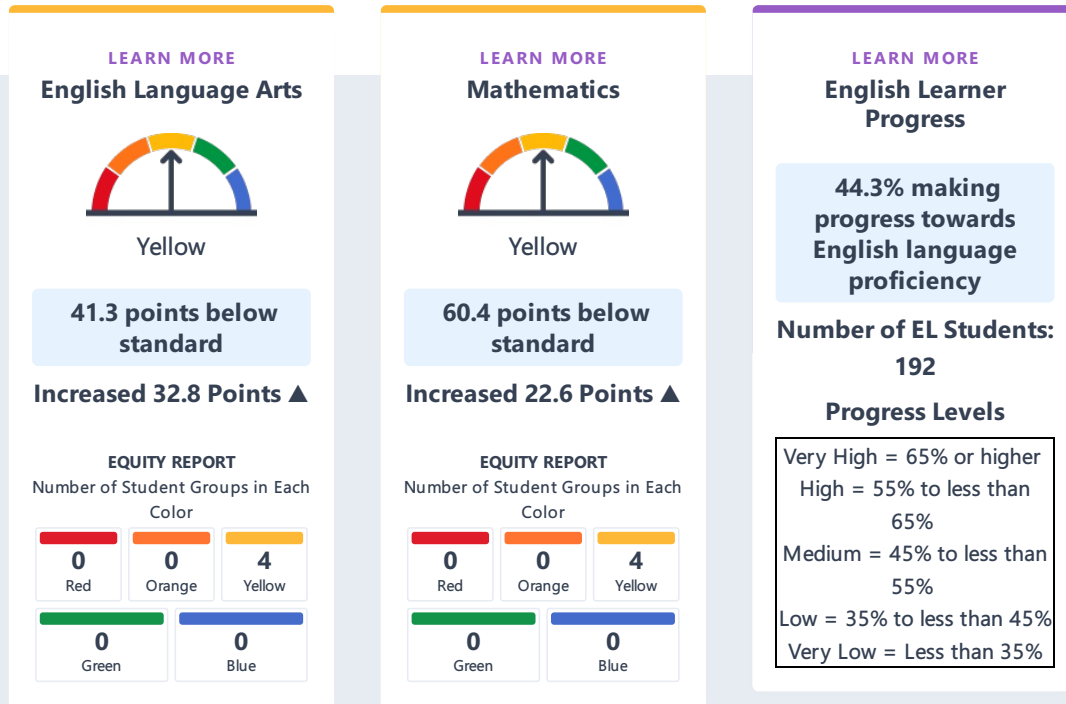 LEARN MORE
English Language Arts
Yellow
41.3 points below
standard
Increased 32.8 Points ▲
EQUITY REPORT
Number of Student Groups in Each
Color
0
Red
0
Orange
4
Yellow
0
Green
0
Blue
LEARN MORE
Mathematics
Yellow
60.4 points below
standard
Increased 22.6 Points ▲
EQUITY REPORT
Number of Student Groups in Each
Color
0
Red
0
Orange
4
Yellow
0
Green
0
Blue
LEARN MORE
English Learner
Progress
44.3% making
progress towards
English language
proficiency
Number of EL Students:
192
Progress Levels
Very High = 65% or higher
High = 55% to less than
65%
Medium = 45% to less than
55%
Low = 35% to less than 45%
Very Low = Less than 35%